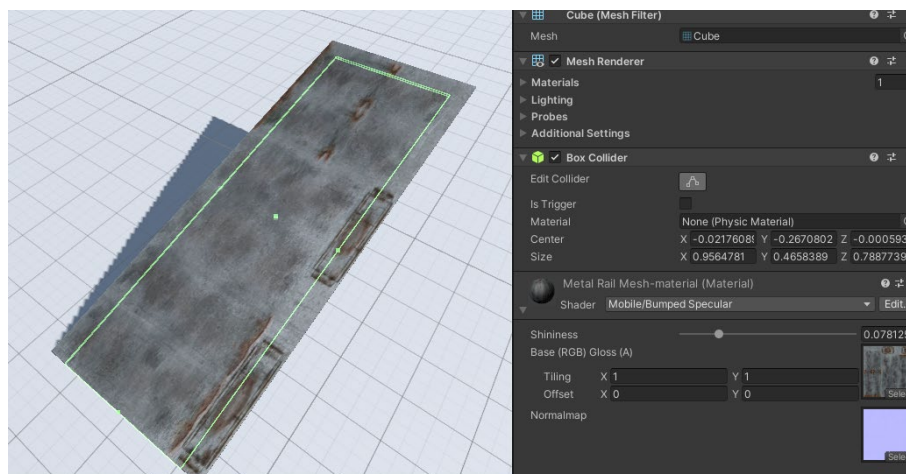 Cube (Mesh Filter)
Mesh
Cube
Mesh Renderer
Materials
1
Lighting
Probes
Additional Settings
Box Collider
Edit Collider
Is Trigger
Material
None (Physic Material)
Center
X -0.0217608 Y -0.2670802 Z -0.000593
Size
X 0.9564781 Y 0.4658389 Z 0.7887739
Metal Rail Mesh-material (Material)
Shader Mobile/Bumped Specular Edit.
Shininess
0.078125
Base (RGB) Gloss (A)
Tiling X 1 Y 1
Offset X 0 Y 0
Sele
Normalmap
Sele